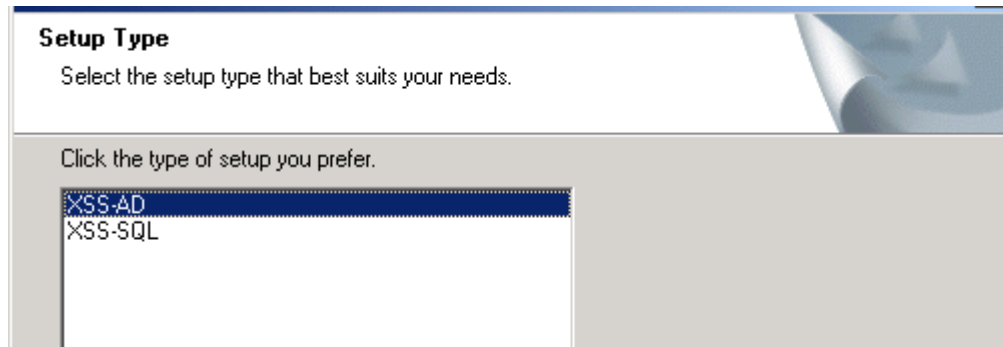 Setup Type
Select the setup type that best suits your needs.
Click the type of setup you prefer.
XSS-AD
XSS-SQL